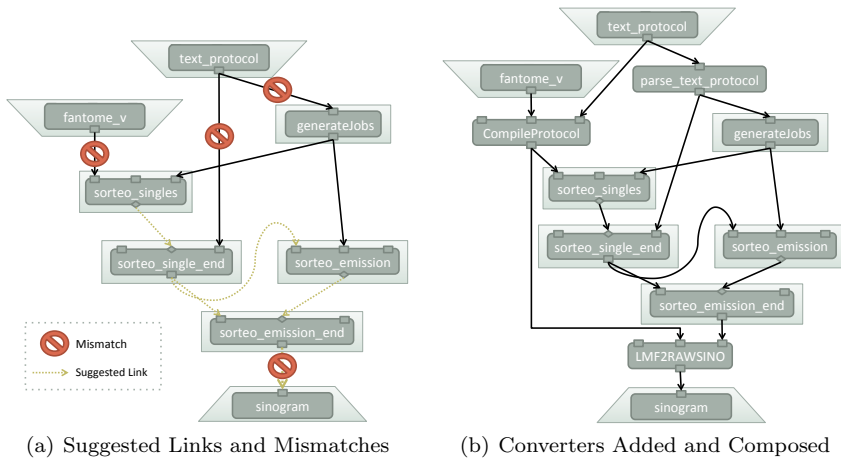 text_protocol
fantome_v
generateJobs
sorteo_singles
sorteo_single_end
sorteo_emission
sorteo_emission_end
sinogram
Mismatch
Suggested Link
(a) Suggested Links and Mismatches
text_protocol
fantome_v
parse_text_protocol
CompileProtocol
generateJobs
sorteo_singles
sorteo_single_end
sorteo_emission
sorteo_emission_end
LMF2RAWSINO
sinogram
(b) Converters Added and Composed